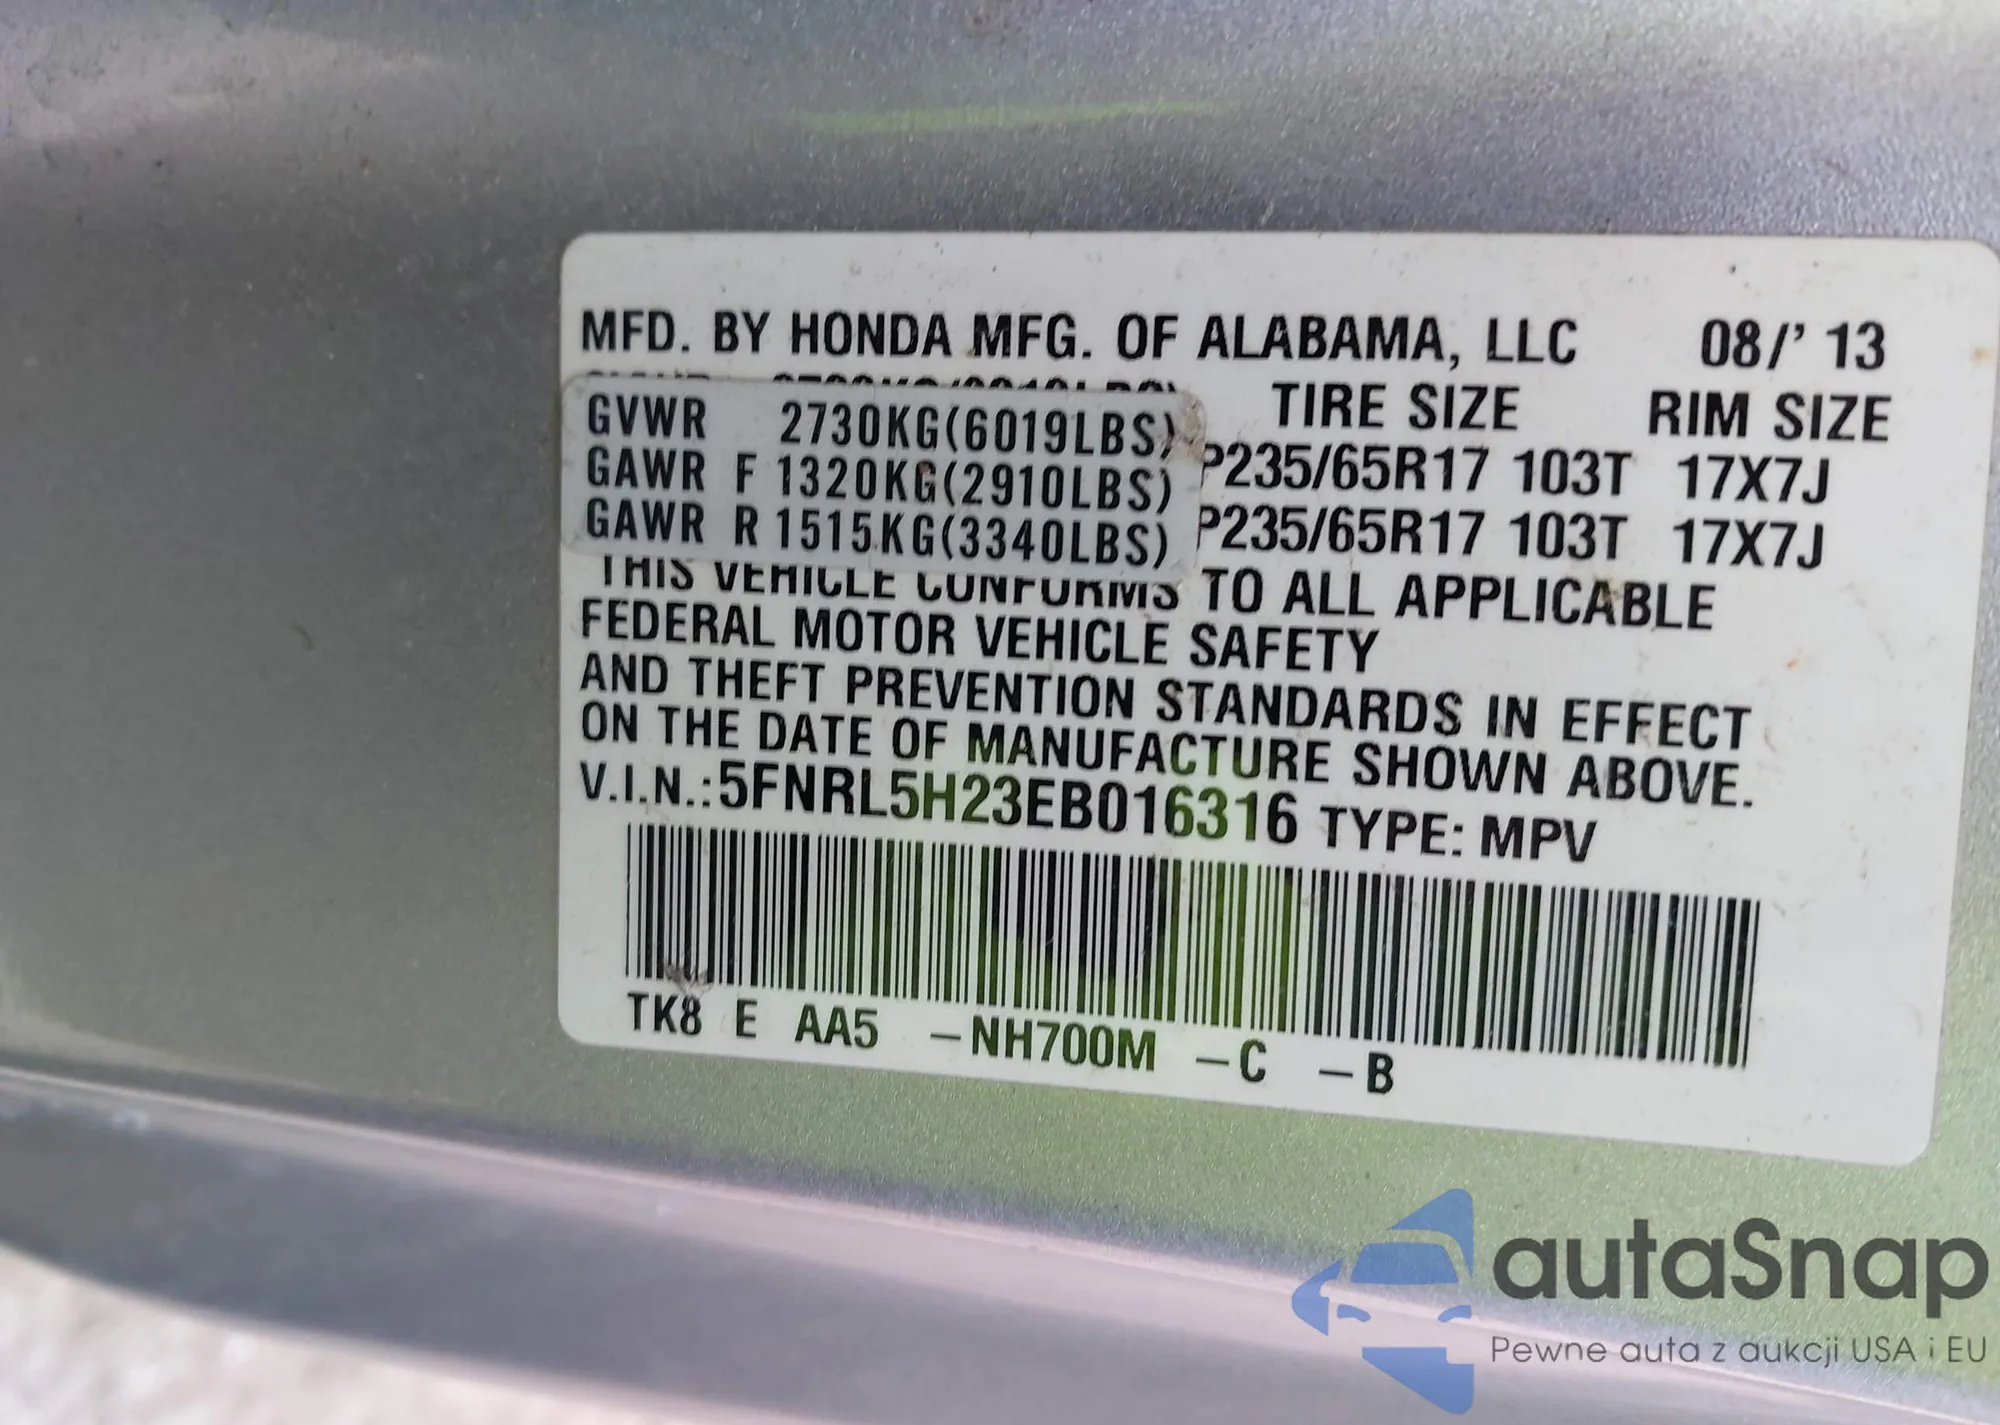 MFD. BY HONDA MFG. OF ALABAMA, LLC 08/' 13
TIRE SIZE RIM SIZE
GVWR 2730KG(6019LBS)
GAWR F 1320KG(2910LBS) P235/65R17 103T 17X7J
GAWR R 1515KG(3340LBS) P235/65R17 103T 17X7J
THIS VEHICLE CONFORMS TO ALL APPLICABLE
FEDERAL MOTOR VEHICLE SAFETY
AND THEFT PREVENTION STANDARDS IN EFFECT
ON THE DATE OF MANUFACTURE SHOWN ABOVE.
V.I.N.:5FNRL5H23EB016316 TYPE: MPV
TK8 E AA5 –NH700M –C –B
autaSnap
Pewne auta z aukcji USA i EU